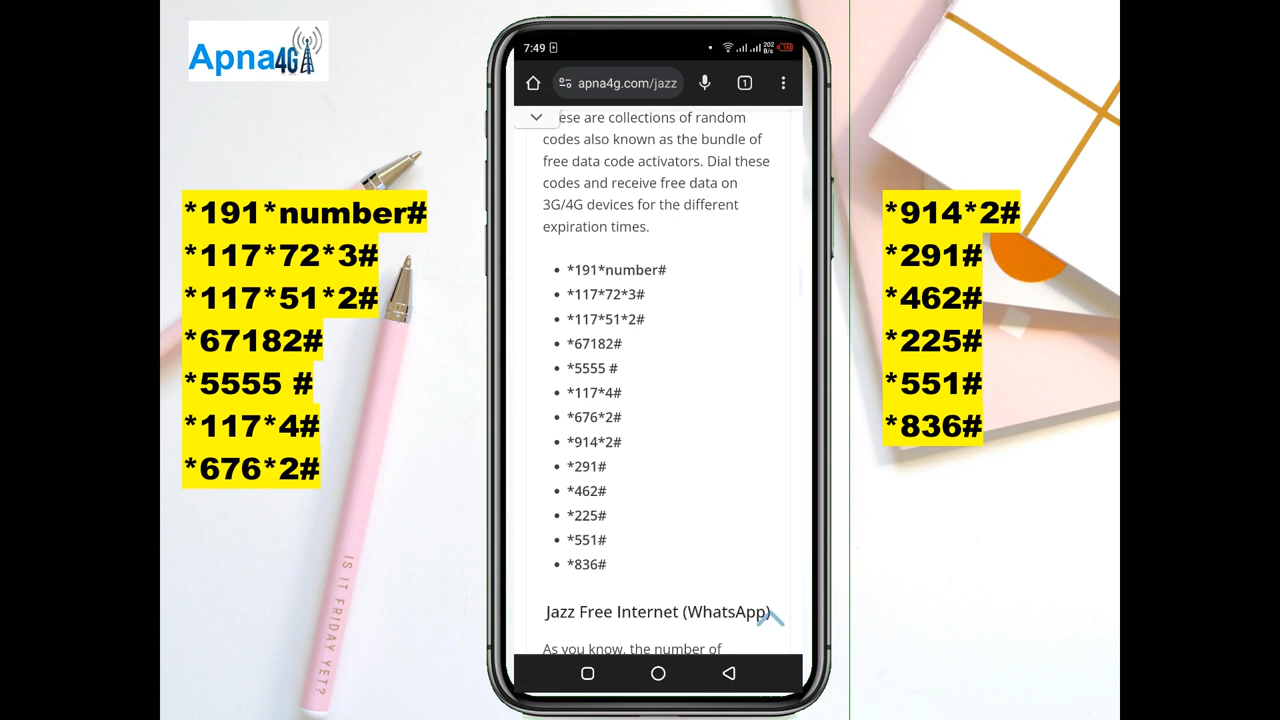 Apna4G
*191*number#
*117*72*3#
*117*51*2#
*67182#
*5555 #
*117*4#
*676*2#
7:49
202
B/s
apna4g.com/jazz
1
ese are collections of random
codes also known as the bundle of
free data code activators. Dial these
codes and receive free data on
3G/4G devices for the different
expiration times.
• *191*number#
• *117*72*3#
• *117*51*2#
• *67182#
• *5555 #
• *117*4#
• *676*2#
• *914*2#
• *291#
• *462#
• *225#
• *551#
• *836#
Jazz Free Internet (WhatsApp)
As you know, the number of
*914*2#
*291#
*462#
*225#
*551#
*836#
IS IT FRIDAY YET?